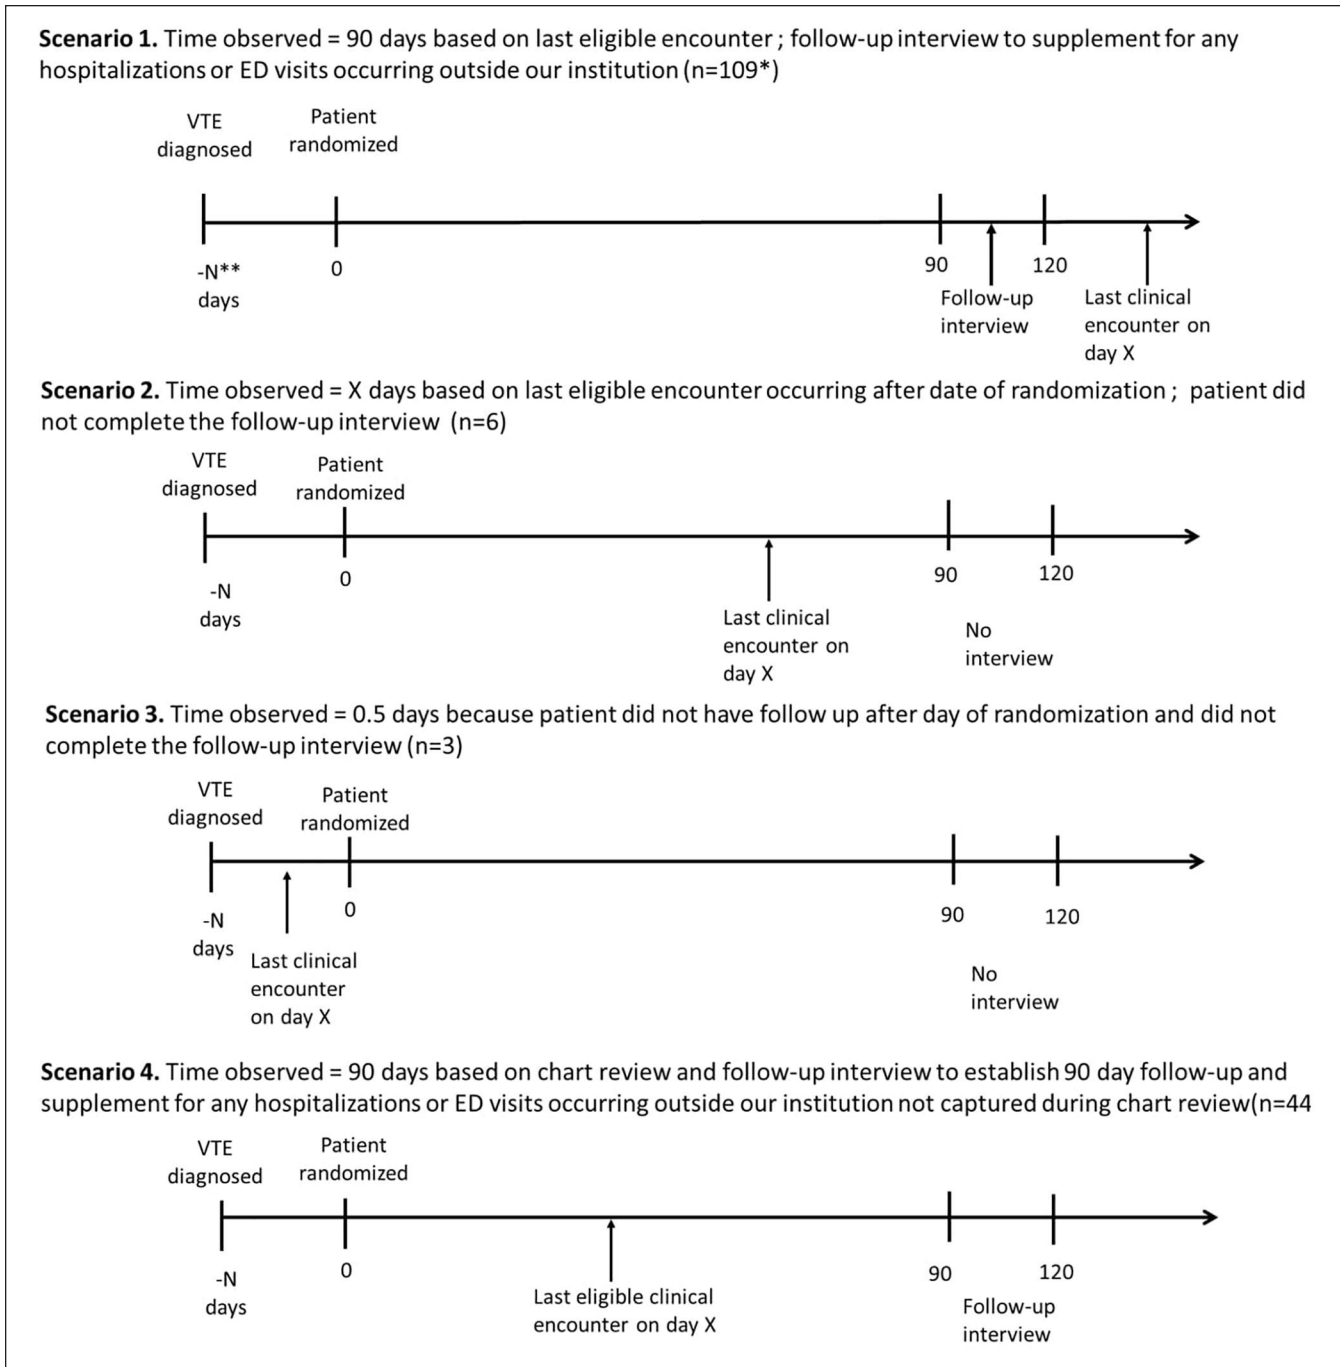 Scenario 1. Time observed = 90 days based on last eligible encounter ; follow-up interview to supplement for any
hospitalizations or ED visits occurring outside our institution (n=109*)
VTE
diagnosed
Patient
randomized
-N**
days
0
90
120
Follow-up
interview
Last clinical
encounter on
day X
Scenario 2. Time observed = X days based on last eligible encounter occurring after date of randomization ; patient did
not complete the follow-up interview (n=6)
VTE
diagnosed
Patient
randomized
-N
days
0
90
120
Last clinical
encounter on
day X
No
interview
Scenario 3. Time observed = 0.5 days because patient did not have follow up after day of randomization and did not
complete the follow-up interview (n=3)
VTE
diagnosed
Patient
randomized
-N
days
0
90
120
Last clinical
encounter
on day X
No
interview
Scenario 4. Time observed = 90 days based on chart review and follow-up interview to establish 90 day follow-up and
supplement for any hospitalizations or ED visits occurring outside our institution not captured during chart review(n=44
VTE
diagnosed
Patient
randomized
-N
days
0
90
120
Last eligible clinical
encounter on day X
Follow-up
interview